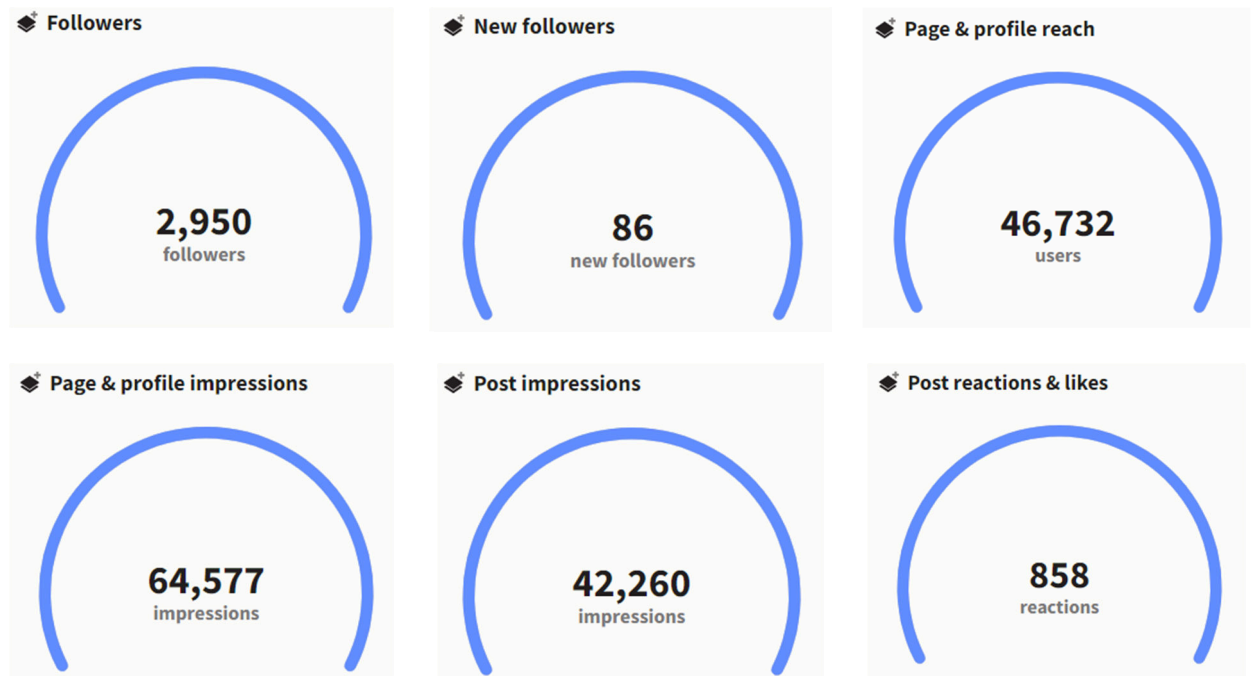 Followers
2,950
followers
New followers
86
new followers
Page & profile reach
46,732
users
Page & profile impressions
64,577
impressions
Post impressions
42,260
impressions
Post reactions & likes
858
reactions